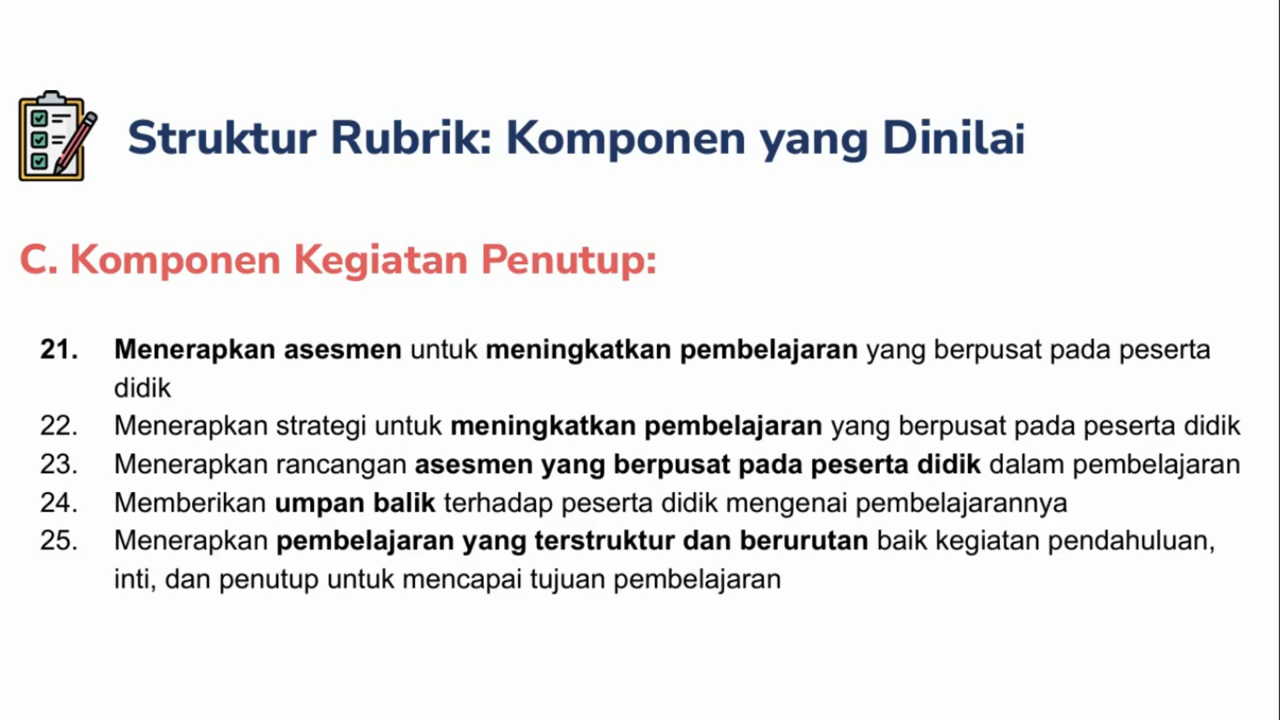 Struktur Rubrik: Komponen yang Dinilai
C. Komponen Kegiatan Penutup:
21. Menerapkan asesmen untuk meningkatkan pembelajaran yang berpusat pada peserta
didik
22. Menerapkan strategi untuk meningkatkan pembelajaran yang berpusat pada peserta didik
23. Menerapkan rancangan asesmen yang berpusat pada peserta didik dalam pembelajaran
24. Memberikan umpan balik terhadap peserta didik mengenai pembelajarannya
25. Menerapkan pembelajaran yang terstruktur dan berurutan baik kegiatan pendahuluan,
inti, dan penutup untuk mencapai tujuan pembelajaran